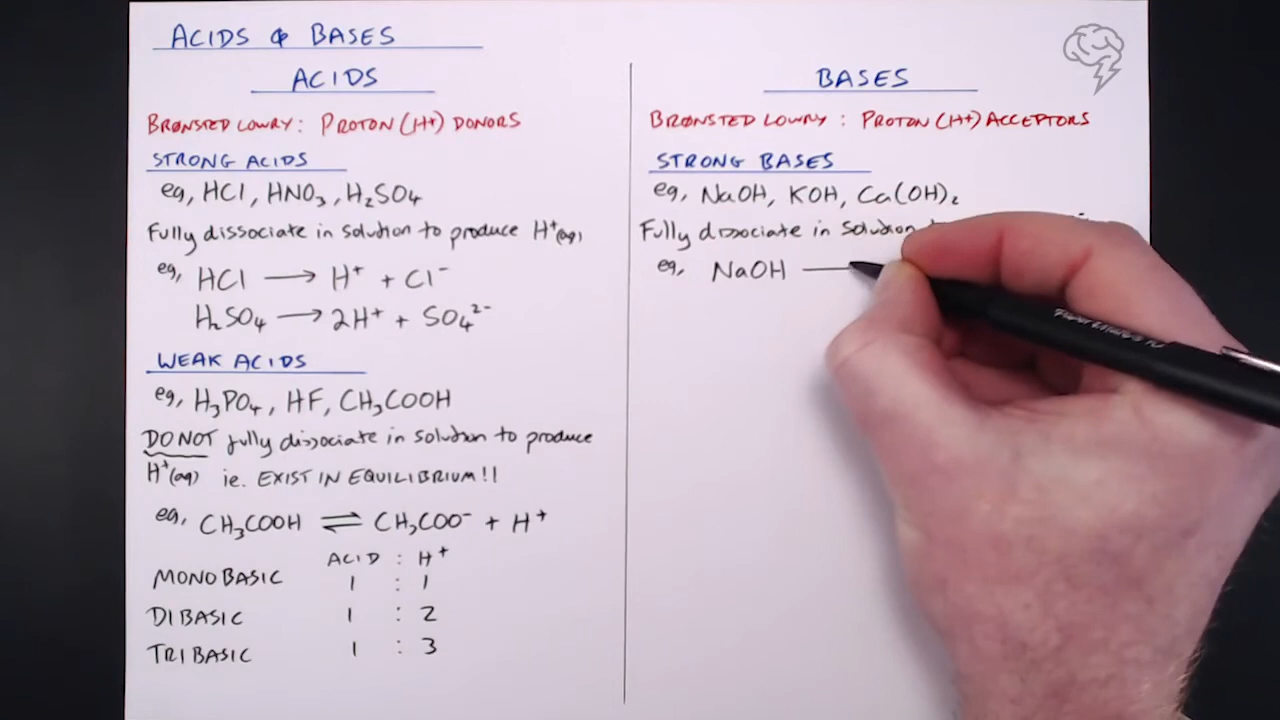 ACIDS & BASES
ACIDS
BRØNSTED LOWRY: PROTON (H+) DONORS
STRONG ACIDS
eg, HCl, HNO₃, H₂SO₄
Fully dissociate in solution to produce H⁺(aq)
eg, HCl ⟶ H⁺ + Cl⁻
H₂SO₄ ⟶ 2H⁺ + SO₄²⁻
WEAK ACIDS
eg, H₃PO₄, HF, CH₃COOH
DO NOT fully dissociate in solution to produce
H⁺(aq) ie. EXIST IN EQUILIBRIUM!!
eg, CH₃COOH ⇌ CH₃COO⁻ + H⁺
ACID : H⁺
MONOBASIC 1 : 1
DIBASIC 1 : 2
TRIBASIC 1 : 3
BASES
BRØNSTED LOWRY: PROTON (H+) ACCEPTORS
STRONG BASES
eg, NaOH, KOH, Ca(OH)₂
Fully dissociate in solution
eg, NaOH —